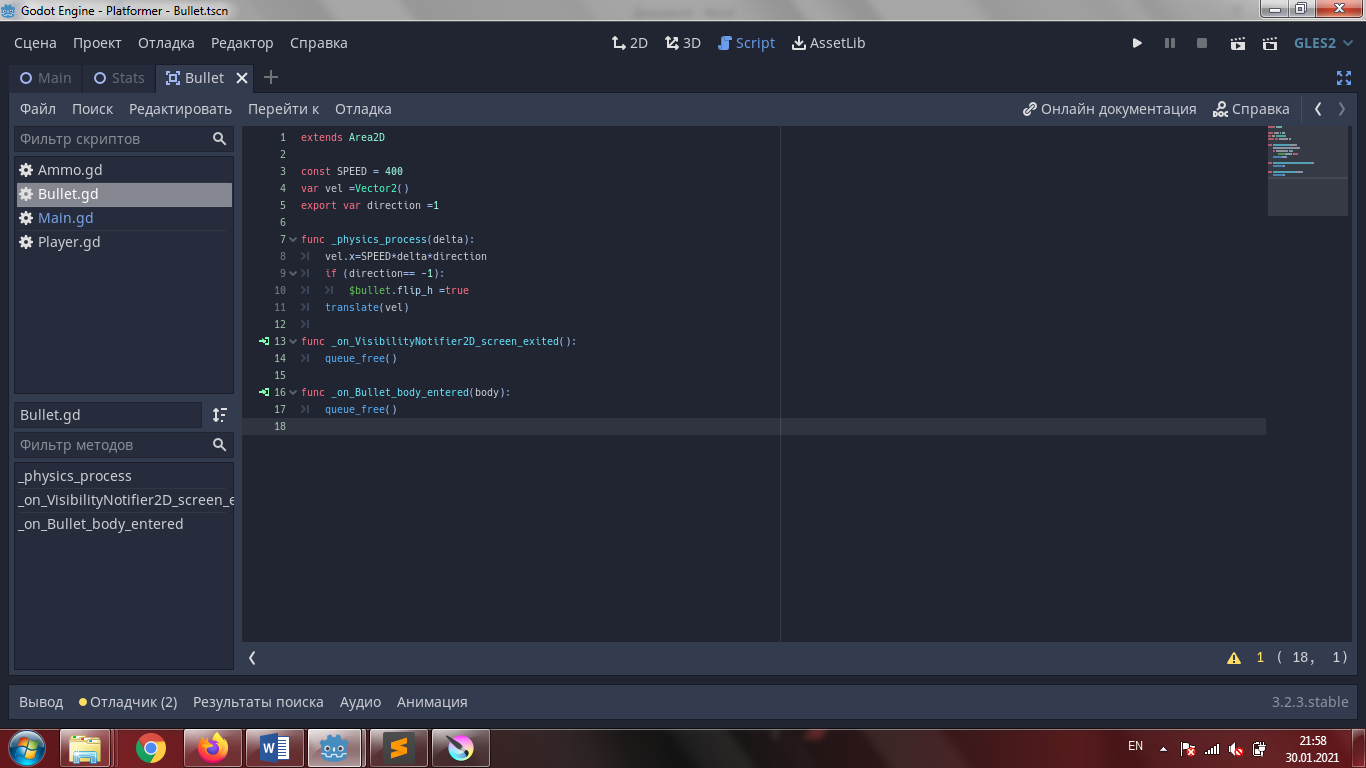 Godot Engine - Platformer - Bullet.tscn
Сцена Проект Отладка Редактор Справка 2D 3D Script AssetLib GLES2
Main Stats Bullet
Файл Поиск Редактировать Перейти к Отладка Онлайн документация Справка
Фильтр скриптов
Ammo.gd
Bullet.gd
Main.gd
Player.gd
Bullet.gd
Фильтр методов
_physics_process
_on_VisibilityNotifier2D_screen_e
_on_Bullet_body_entered
1 extends Area2D
2
3 const SPEED = 400
4 var vel =Vector2()
5 export var direction =1
6
7 func _physics_process(delta):
8 vel.x=SPEED*delta*direction
9 if (direction== -1):
10 $bullet.flip_h =true
11 translate(vel)
12
13 func _on_VisibilityNotifier2D_screen_exited():
14 queue_free()
15
16 func _on_Bullet_body_entered(body):
17 queue_free()
18
1 ( 18, 1)
Вывод Отладчик (2) Результаты поиска Аудио Анимация 3.2.3.stable
EN 21:58
30.01.2021